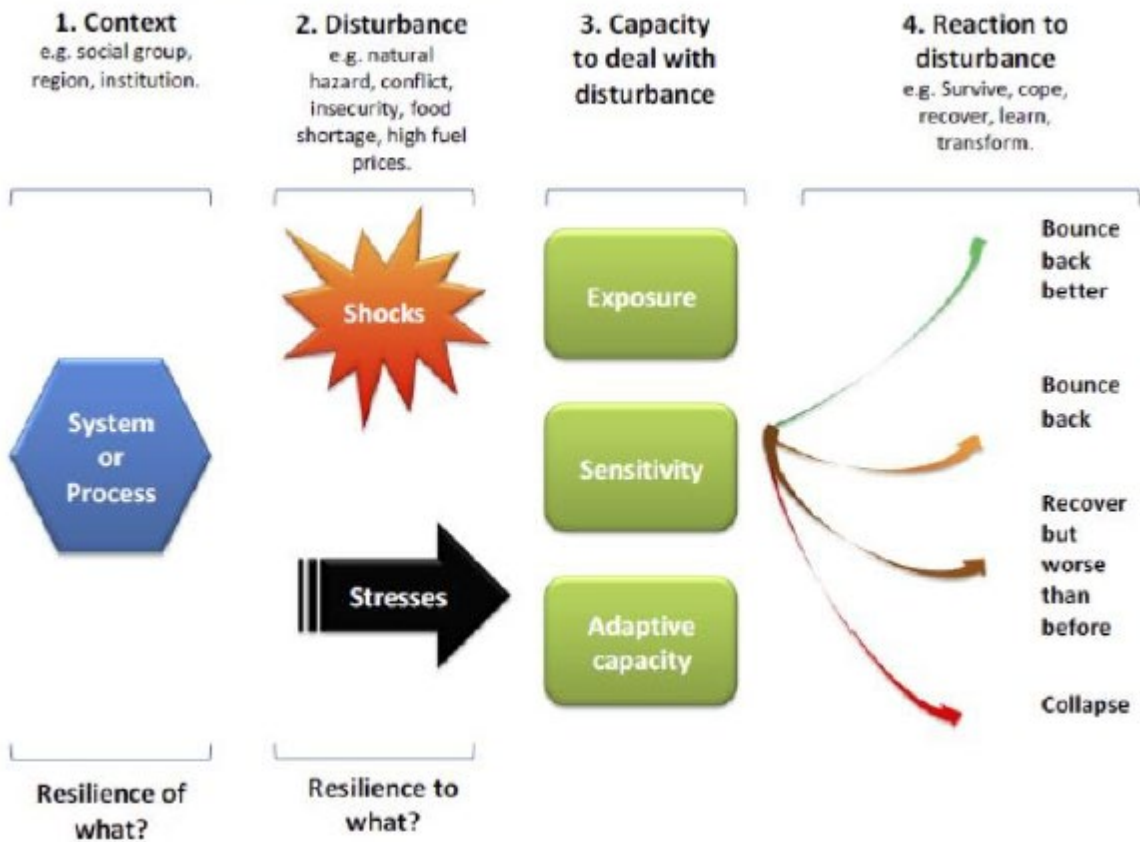 1. Context
e.g. social group,
region, institution.
2. Disturbance
e.g. natural
hazard, conflict,
insecurity, food
shortage, high fuel
prices.
3. Capacity
to deal with
disturbance
4. Reaction to
disturbance
e.g. Survive, cope,
recover, learn,
transform.
System
or
Process
Shocks
Stresses
Exposure
Sensitivity
Adaptive
capacity
Bounce
back
better
Bounce
back
Recover
but
worse
than
before
Collapse
Resilience of
what?
Resilience to
what?